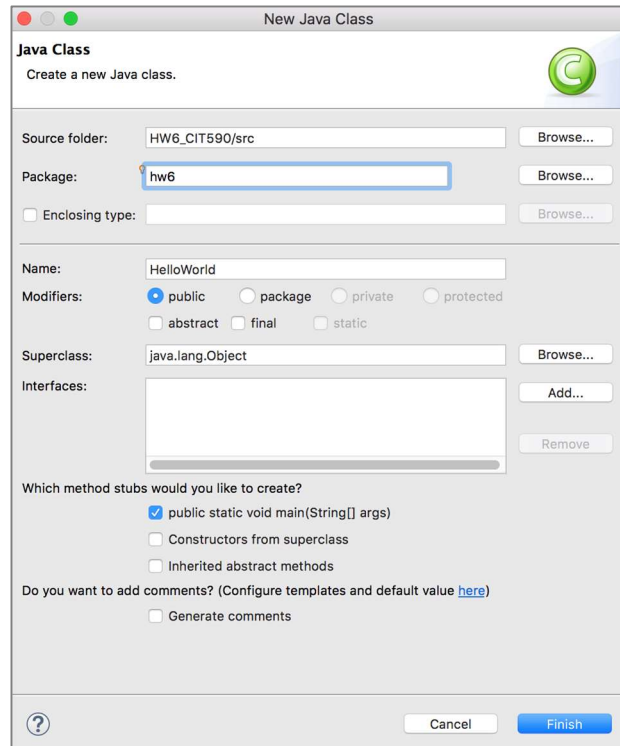 New Java Class
Java Class
Create a new Java class.
C
Source folder: HW6_CIT590/src Browse...
Package: hw6 Browse...
Enclosing type: Browse...
Name: HelloWorld
Modifiers: public package private protected
abstract final static
Superclass: java.lang.Object Browse...
Interfaces: Add...
Remove
Which method stubs would you like to create?
public static void main(String[] args)
Constructors from superclass
Inherited abstract methods
Do you want to add comments? (Configure templates and default value here)
Generate comments
? Cancel Finish